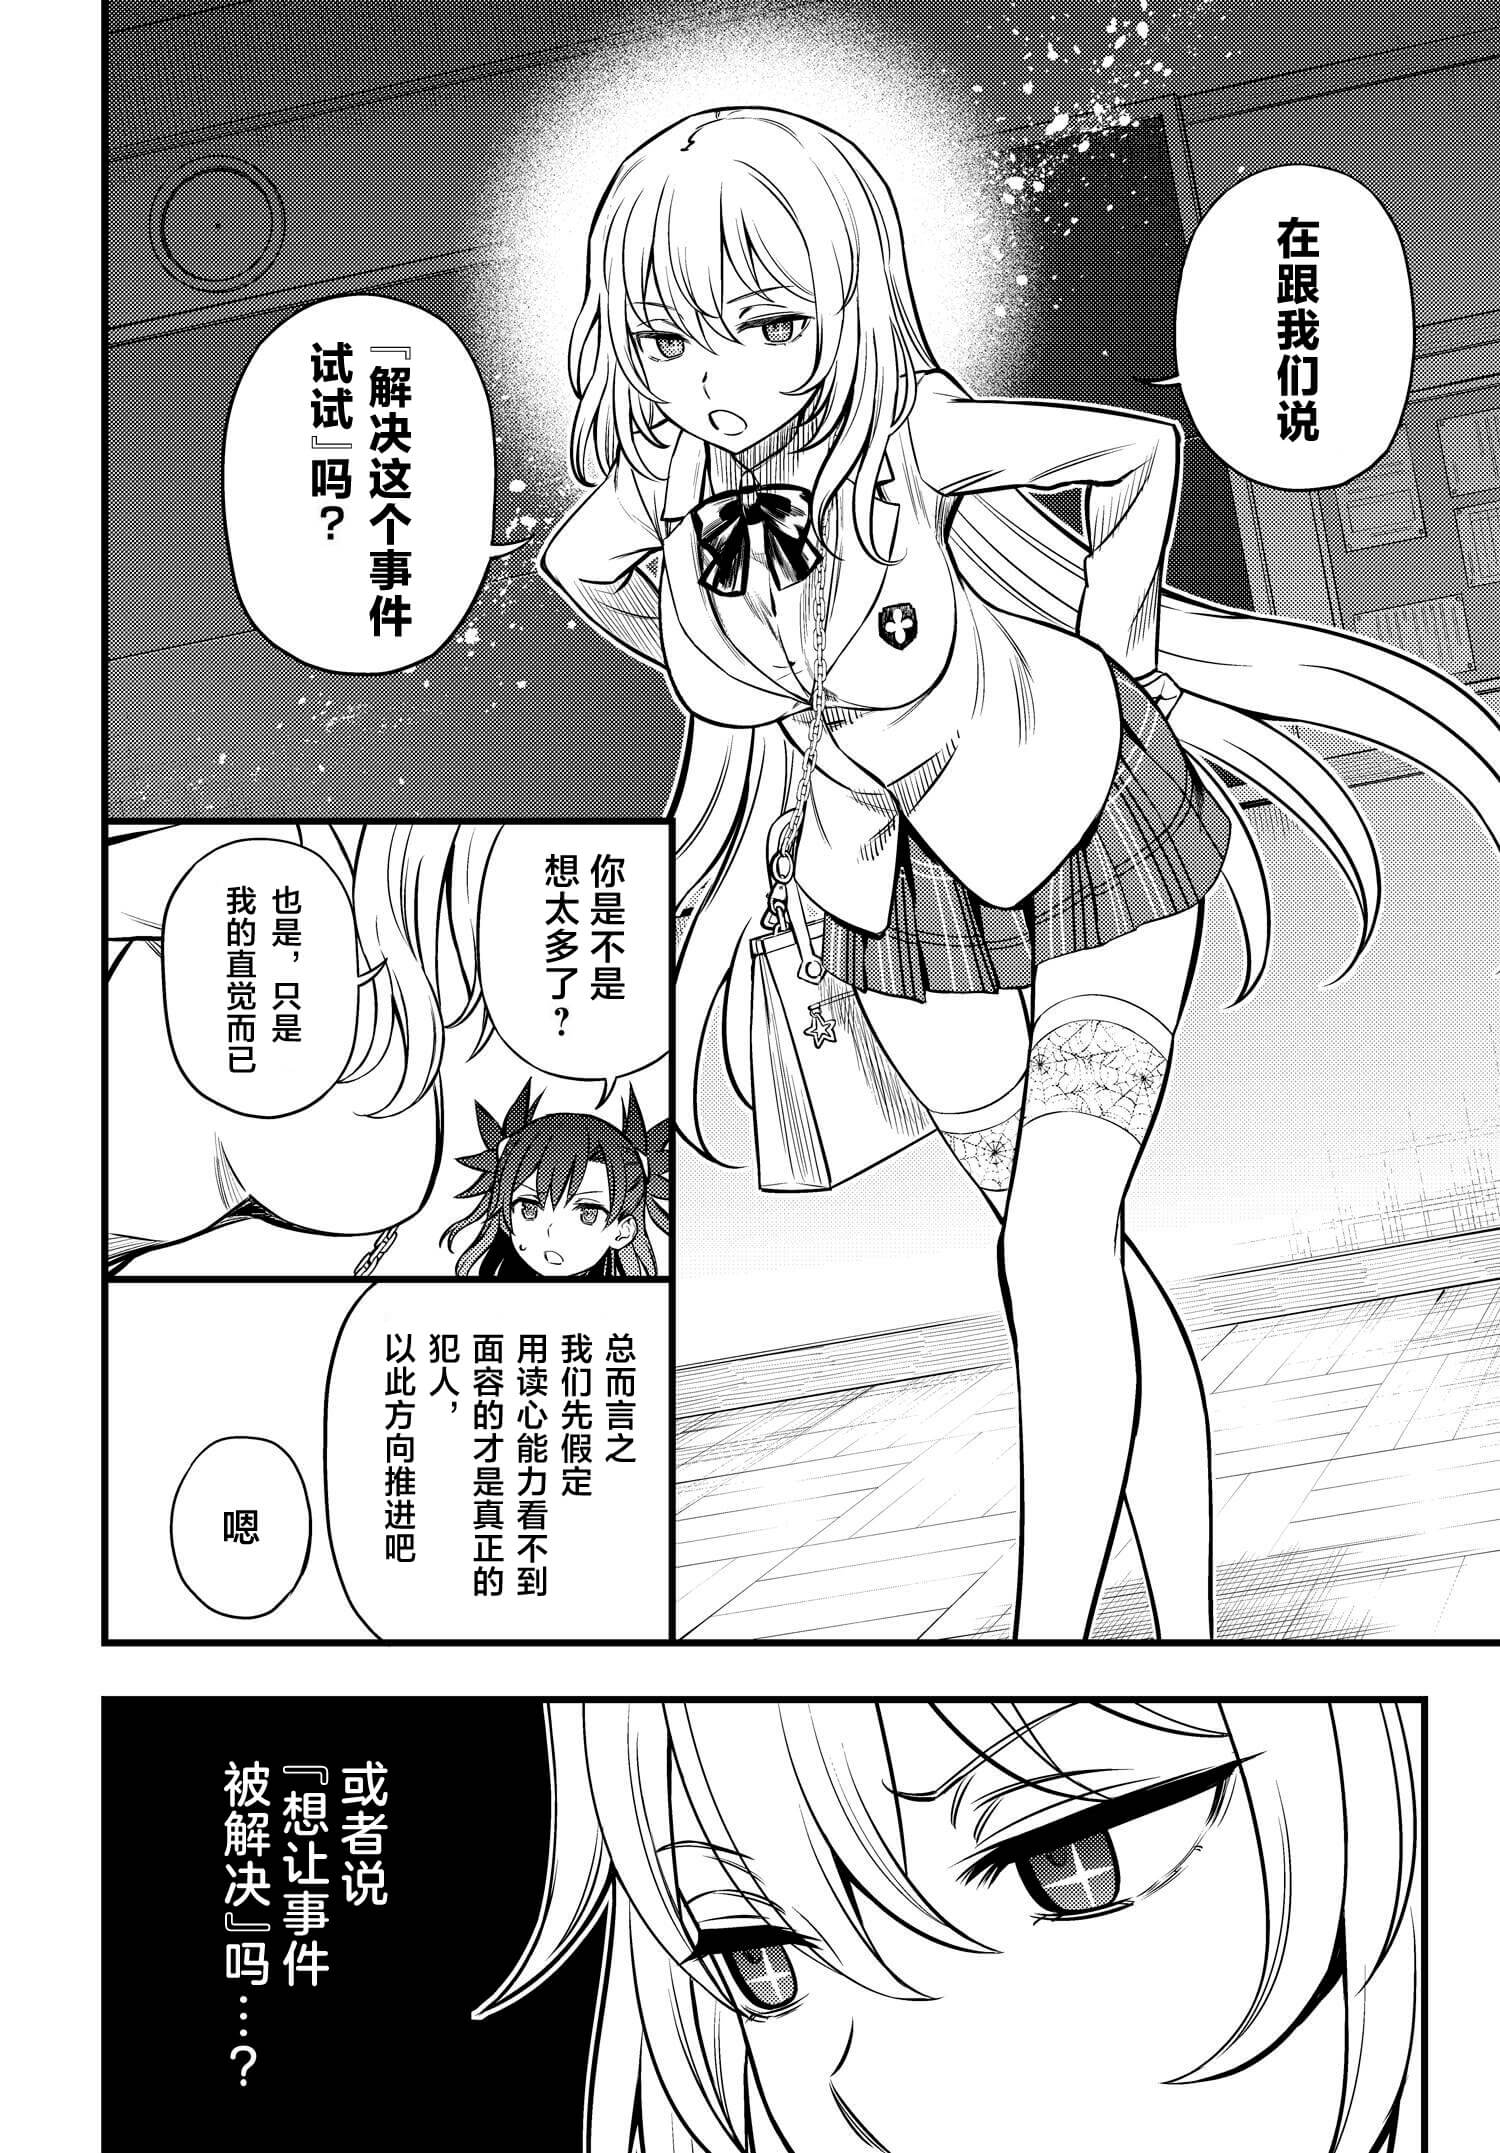 在跟我们说
『解决这个事件
试试』吗？
你是不是
想太多了？
也是，只是
我的直觉而已
总而言之
我们先假定
用读心能力看不到
面容的才是真正的
犯人，
以此方向推进吧
嗯
或者说
『想让事件
被解决』吗…？